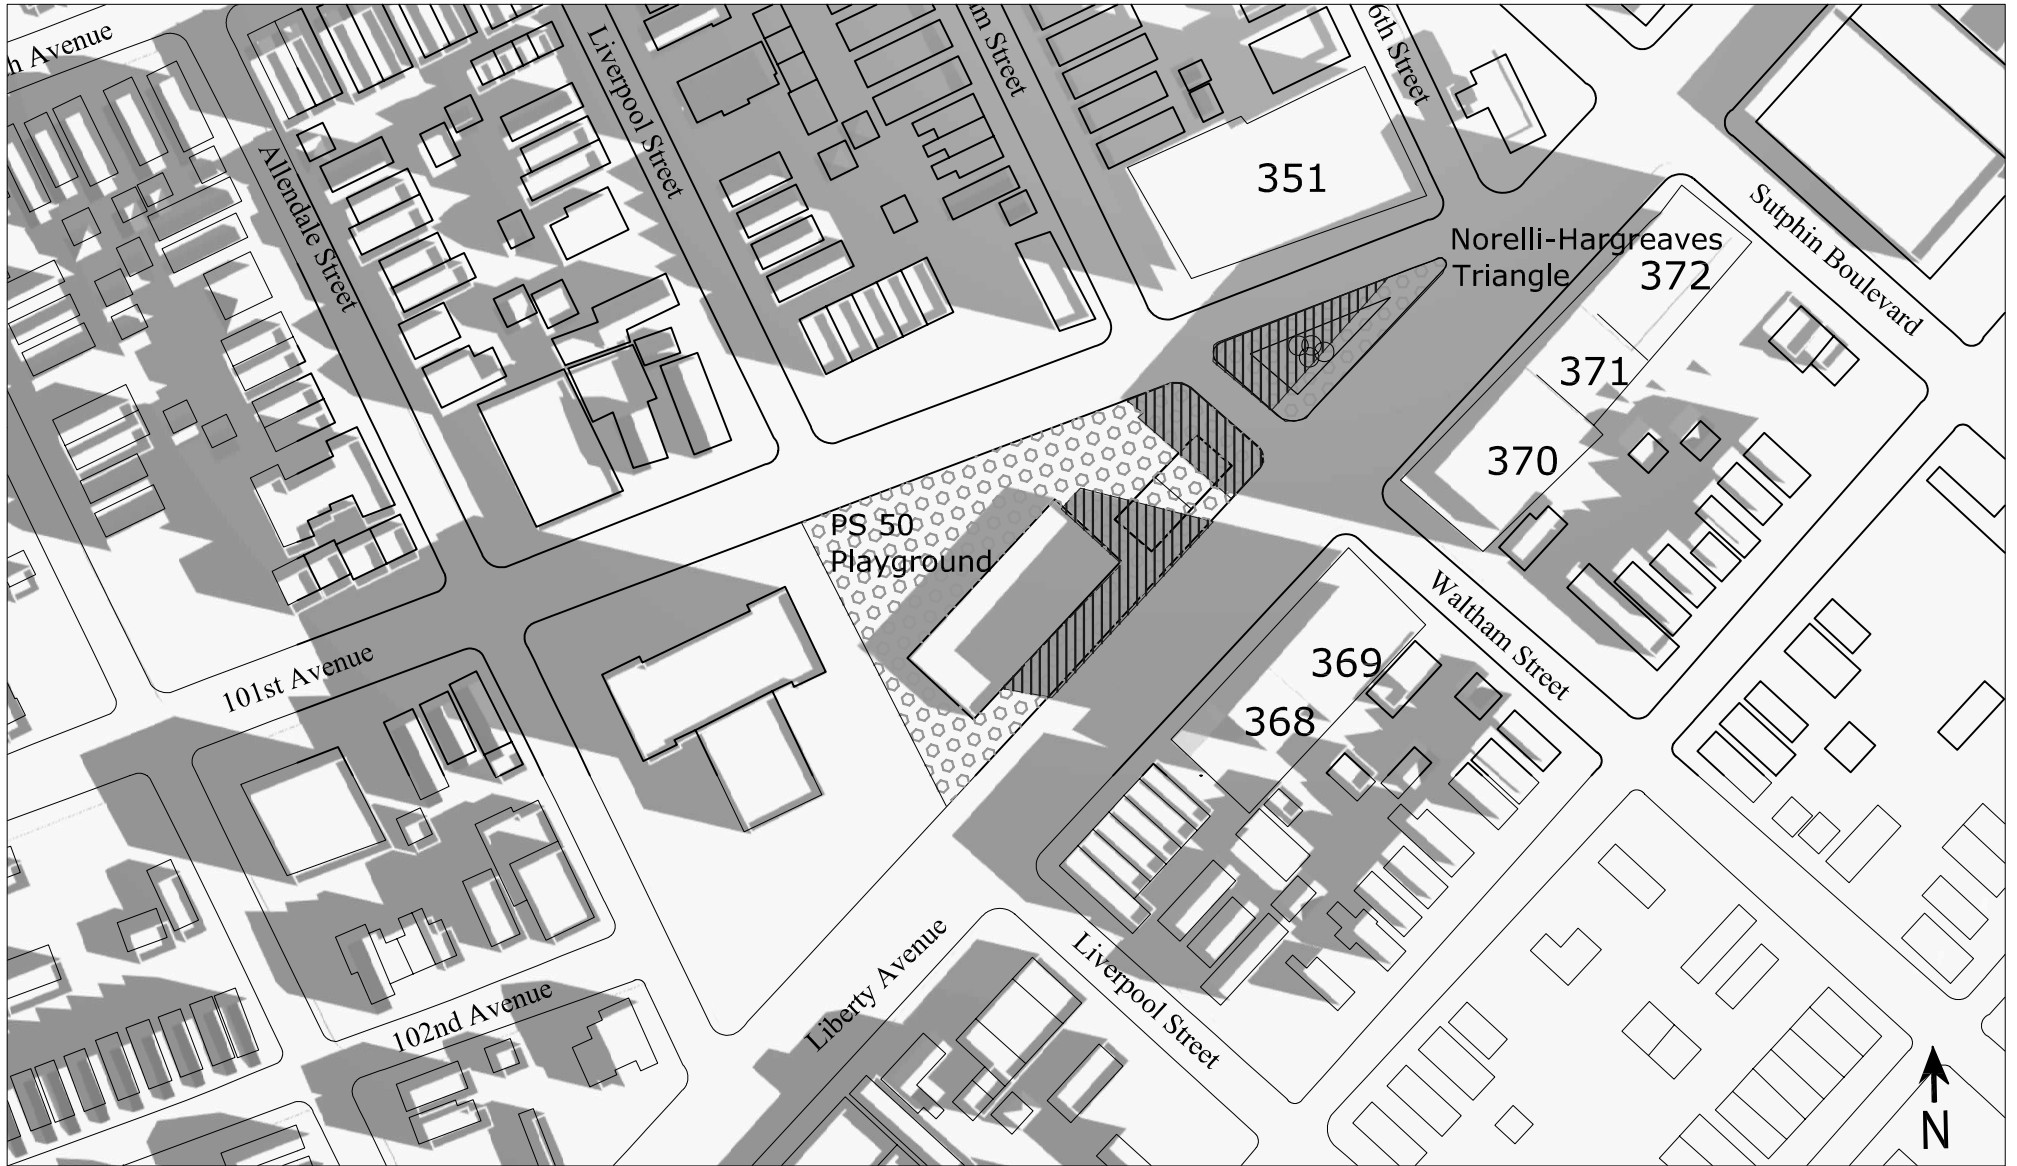 Avenue
Liverpool Street
Street
6th Street
Allendale Street
351
Sutphin Boulevard
Norelli-Hargreaves
Triangle
372
371
370
PS 50
Playground
Waltham Street
369
368
101st Avenue
Liberty Avenue
Liverpool Street
102nd Avenue
N